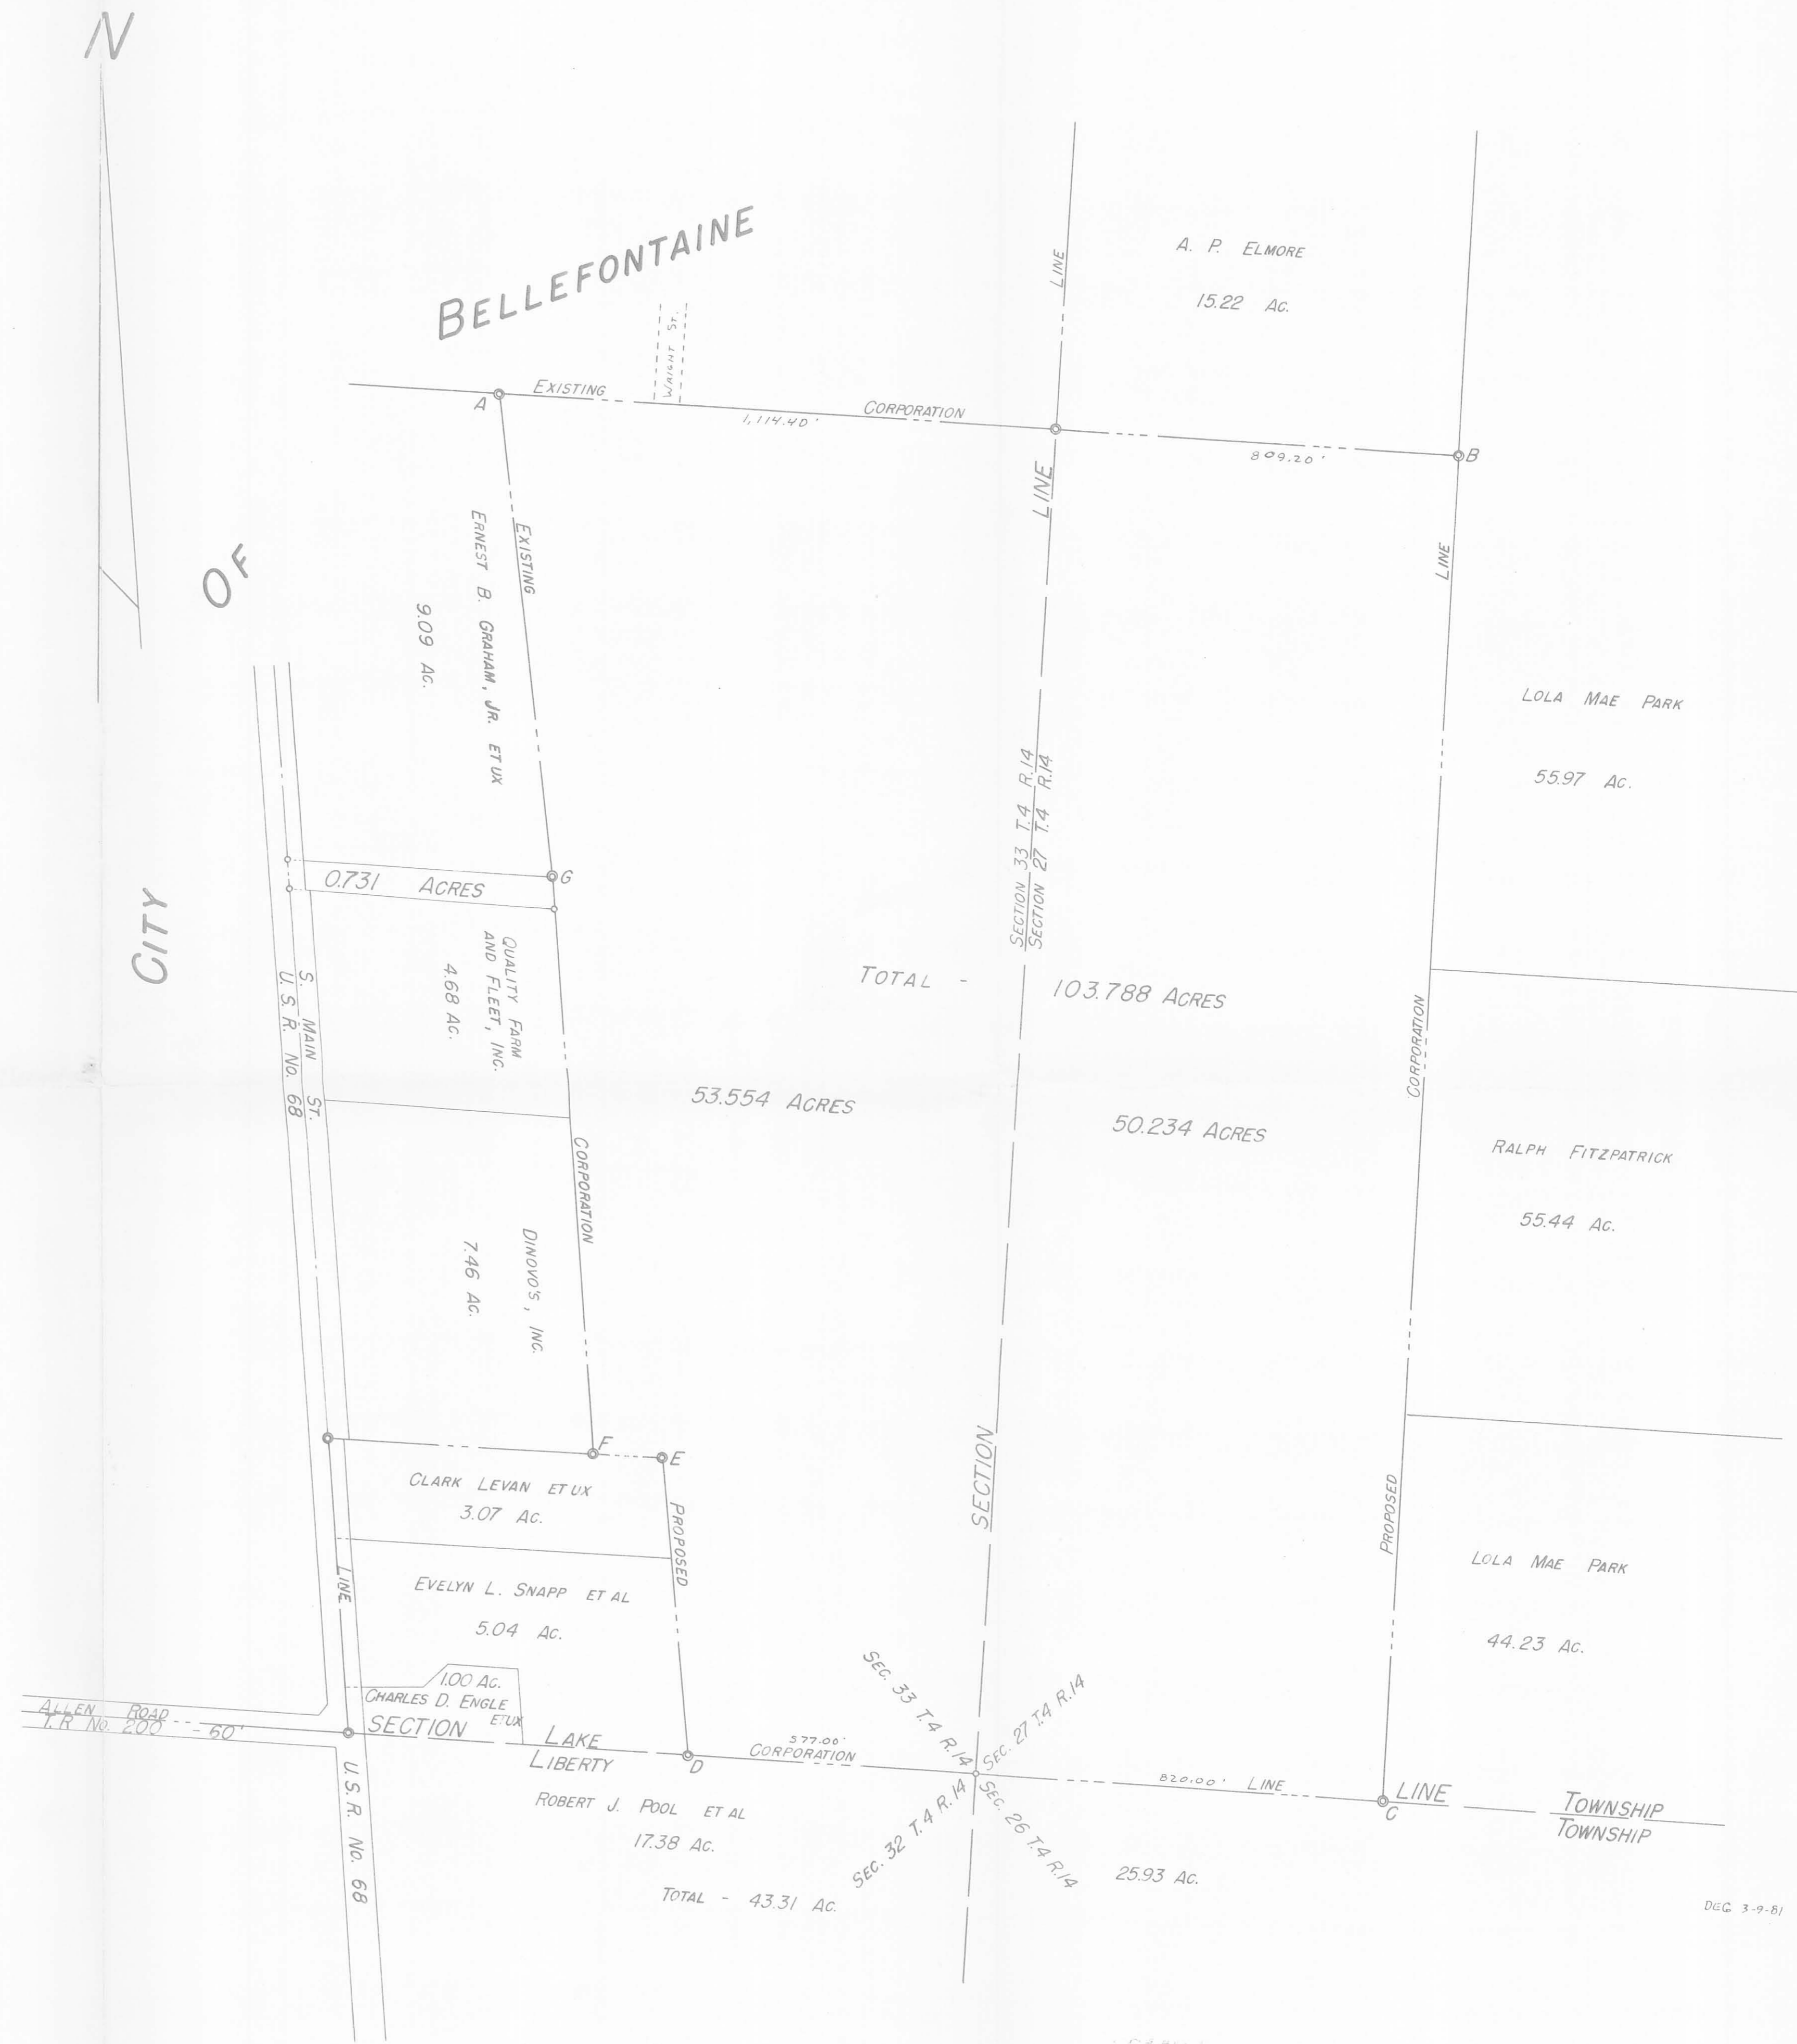 N
BELLEFONTAINE
OF
CITY
WRIGHT ST.
LINE
A. P. ELMORE
15.22 AC.
A
EXISTING
CORPORATION
1,114.40'
809.20'
B
LINE
EXISTING
ERNEST B. GRAHAM, JR. ET UX
9.09 AC.
LINE
LOLA MAE PARK
55.97 AC.
SECTION 33 T.4 R.14
SECTION 27 T.4 R.14
G
0.731 ACRES
QUALITY FARM
AND FLEET, INC.
4.68 AC.
S. MAIN ST.
U. S. R. No. 68
TOTAL - 103.788 ACRES
CORPORATION
53.554 ACRES
50.234 ACRES
RALPH FITZPATRICK
55.44 AC.
CORPORATION
DINOVO'S, INC.
7.46 AC.
F
E
SECTION
CLARK LEVAN ET UX
3.07 AC.
PROPOSED
PROPOSED
LINE
EVELYN L. SNAPP ET AL
5.04 AC.
LOLA MAE PARK
44.23 AC.
1.00 AC.
CHARLES D. ENGLE
ET UX
ALLEN ROAD
T. R. No. 200 -- 60'
SECTION
LAKE
LIBERTY
D
577.00'
CORPORATION
SEC. 33 T.4 R.14
SEC. 27 T.4 R.14
SEC. 32 T.4 R.14
SEC. 26 T.4 R.14
820.00' LINE
C
LINE
TOWNSHIP
TOWNSHIP
U. S. R. No. 68
ROBERT J. POOL ET AL
17.38 AC.
25.93 AC.
TOTAL - 43.31 AC.
DEG 3-9-81